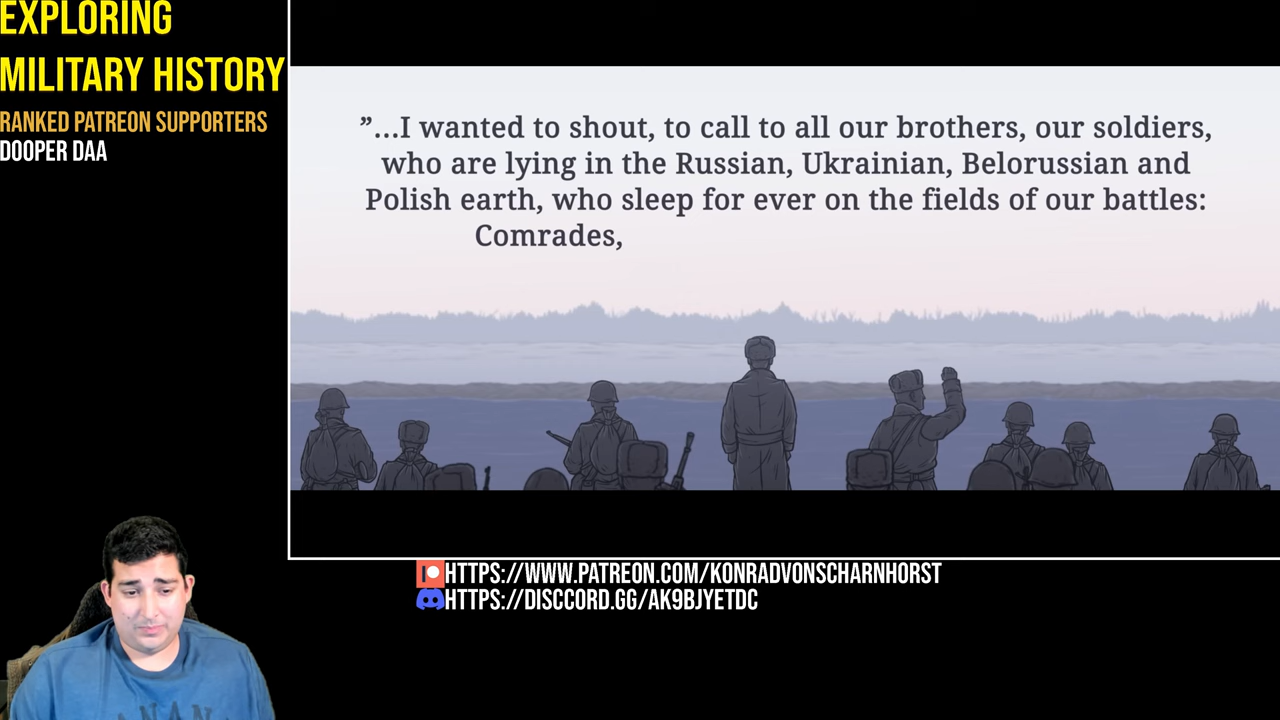 EXPLORING
MILITARY HISTORY
RANKED PATREON SUPPORTERS
DOOPER DAA
”...I wanted to shout, to call to all our brothers, our soldiers,
who are lying in the Russian, Ukrainian, Belorussian and
Polish earth, who sleep for ever on the fields of our battles:
Comrades,
HTTPS://WWW.PATREON.COM/KONRADVONSCHARNHORST
HTTPS://DISCCORD.GG/AK9BJYETDC